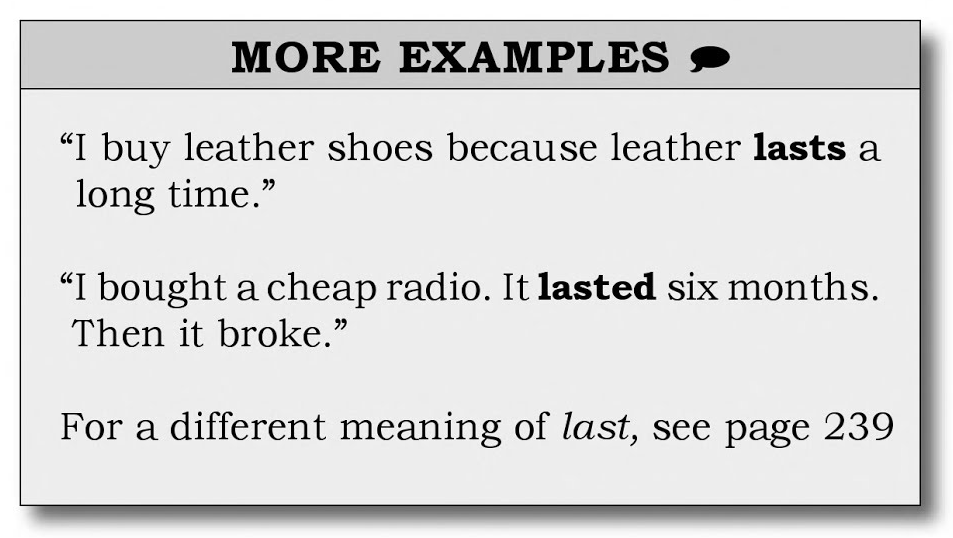 MORE EXAMPLES
“I buy leather shoes because leather lasts a
long time.”
“I bought a cheap radio. It lasted six months.
Then it broke.”
For a different meaning of last, see page 239